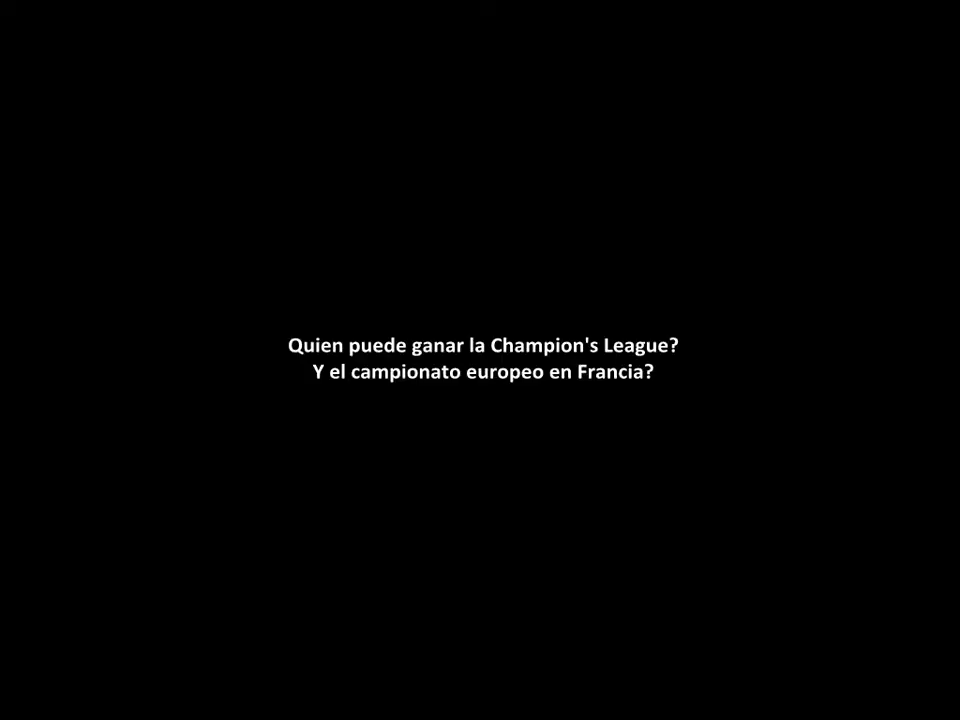 Quien puede ganar la Champion's League?
Y el campionato europeo en Francia?